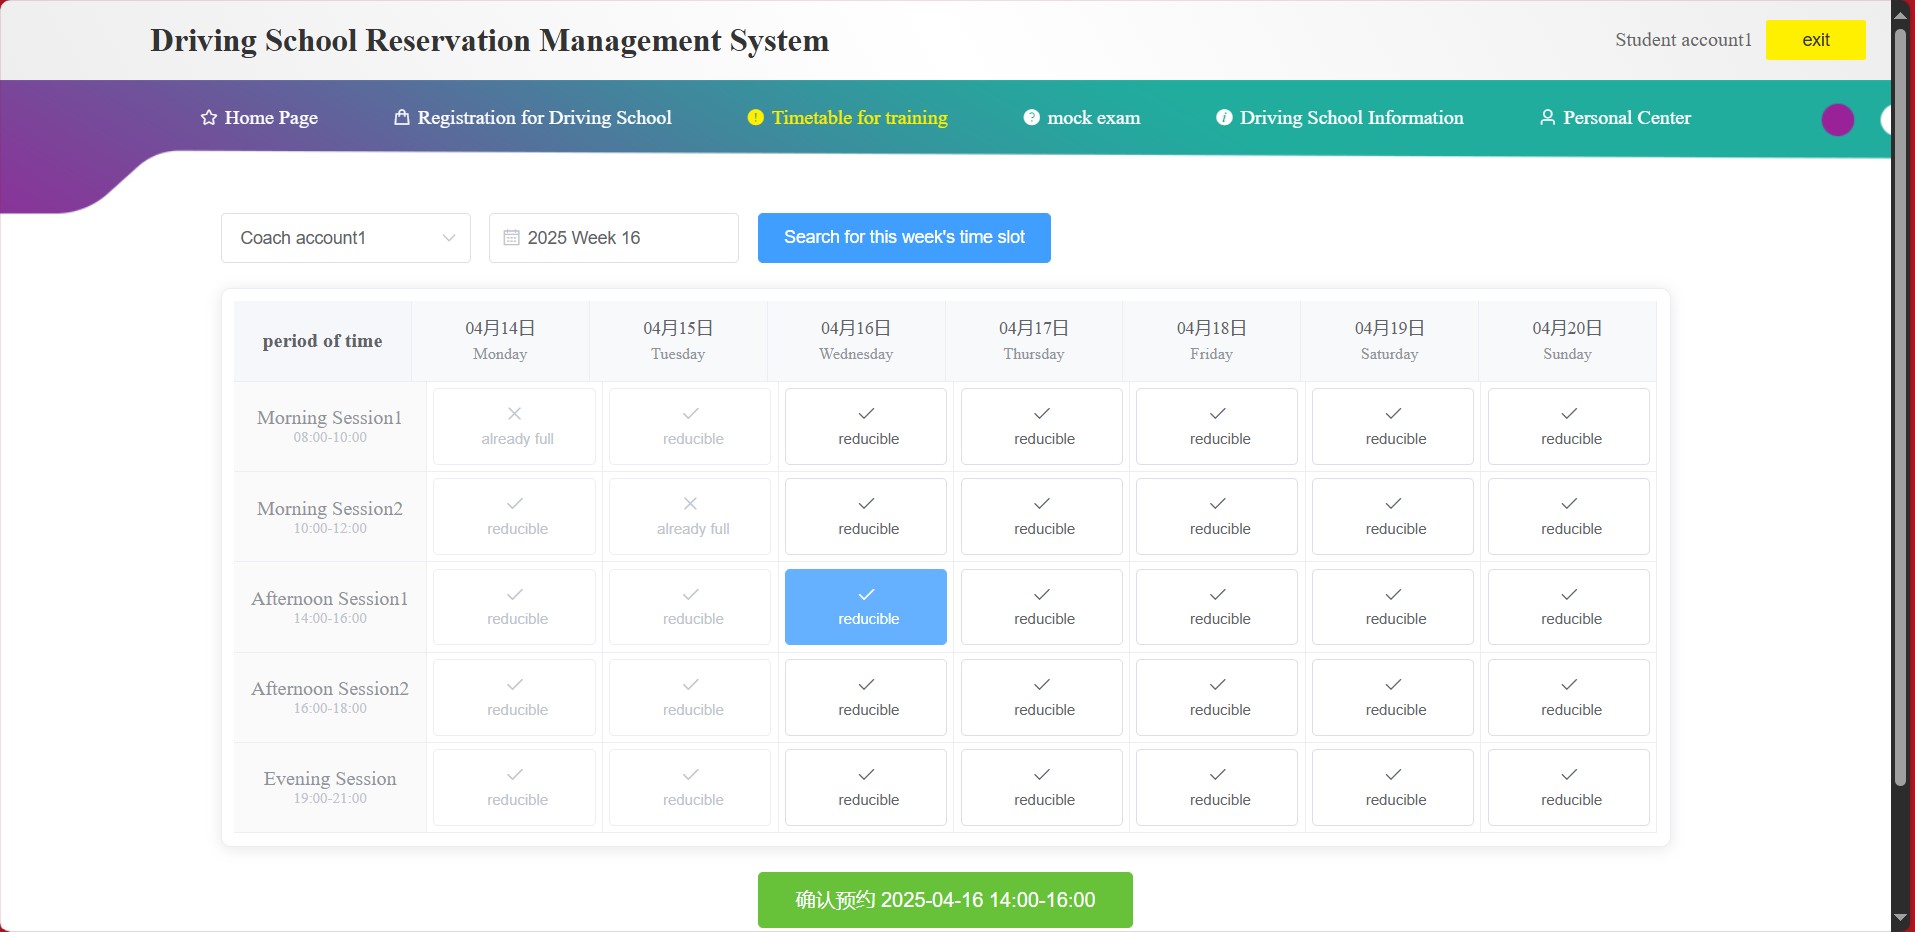 Driving School Reservation Management System
Student account1
exit
Home Page
Registration for Driving School
Timetable for training
mock exam
Driving School Information
Personal Center
Coach account1
2025 Week 16
Search for this week's time slot
period of time
04月14日
Monday
04月15日
Tuesday
04月16日
Wednesday
04月17日
Thursday
04月18日
Friday
04月19日
Saturday
04月20日
Sunday
Morning Session1
08:00-10:00
already full
reducible
reducible
reducible
reducible
reducible
reducible
Morning Session2
10:00-12:00
reducible
already full
reducible
reducible
reducible
reducible
reducible
Afternoon Session1
14:00-16:00
reducible
reducible
reducible
reducible
reducible
reducible
reducible
Afternoon Session2
16:00-18:00
reducible
reducible
reducible
reducible
reducible
reducible
reducible
Evening Session
19:00-21:00
reducible
reducible
reducible
reducible
reducible
reducible
reducible
确认预约 2025-04-16 14:00-16:00